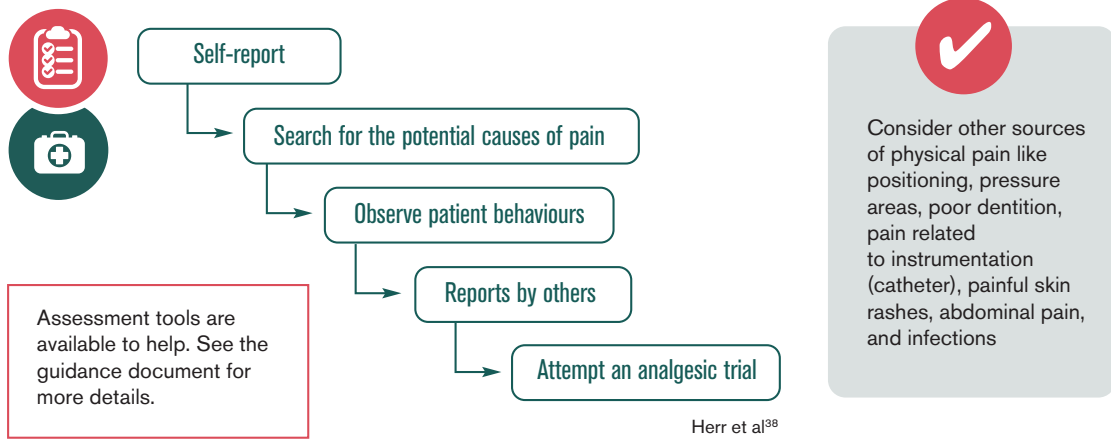 Self-report
Search for the potential causes of pain
Observe patient behaviours
Reports by others
Attempt an analgesic trial
Herr et al³⁸
Assessment tools are
available to help. See the
guidance document for
more details.
Consider other sources
of physical pain like
positioning, pressure
areas, poor dentition,
pain related
to instrumentation
(catheter), painful skin
rashes, abdominal pain,
and infections